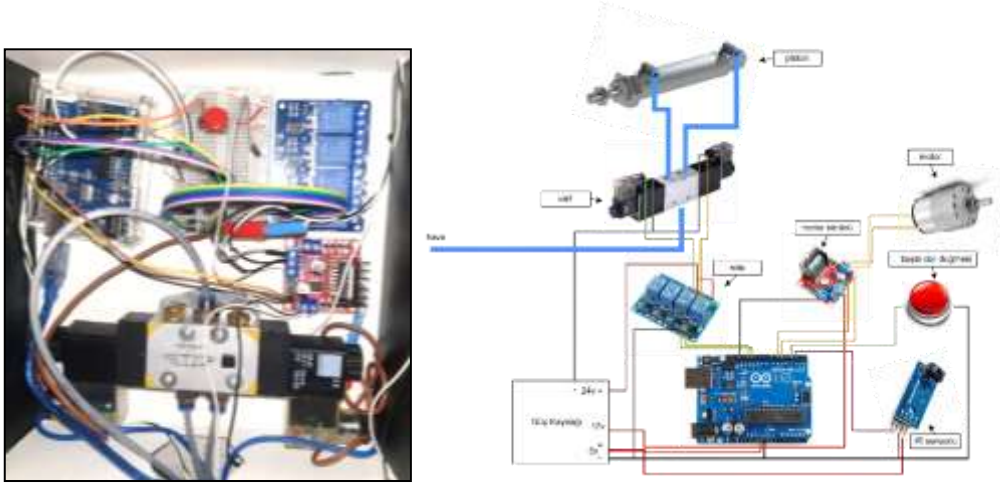 piston
motor
valf
motor sürücü
hava
başla dur düğmesi
röle
- 24v +
Güç Kaynağı
12v
5v
IR sensörü